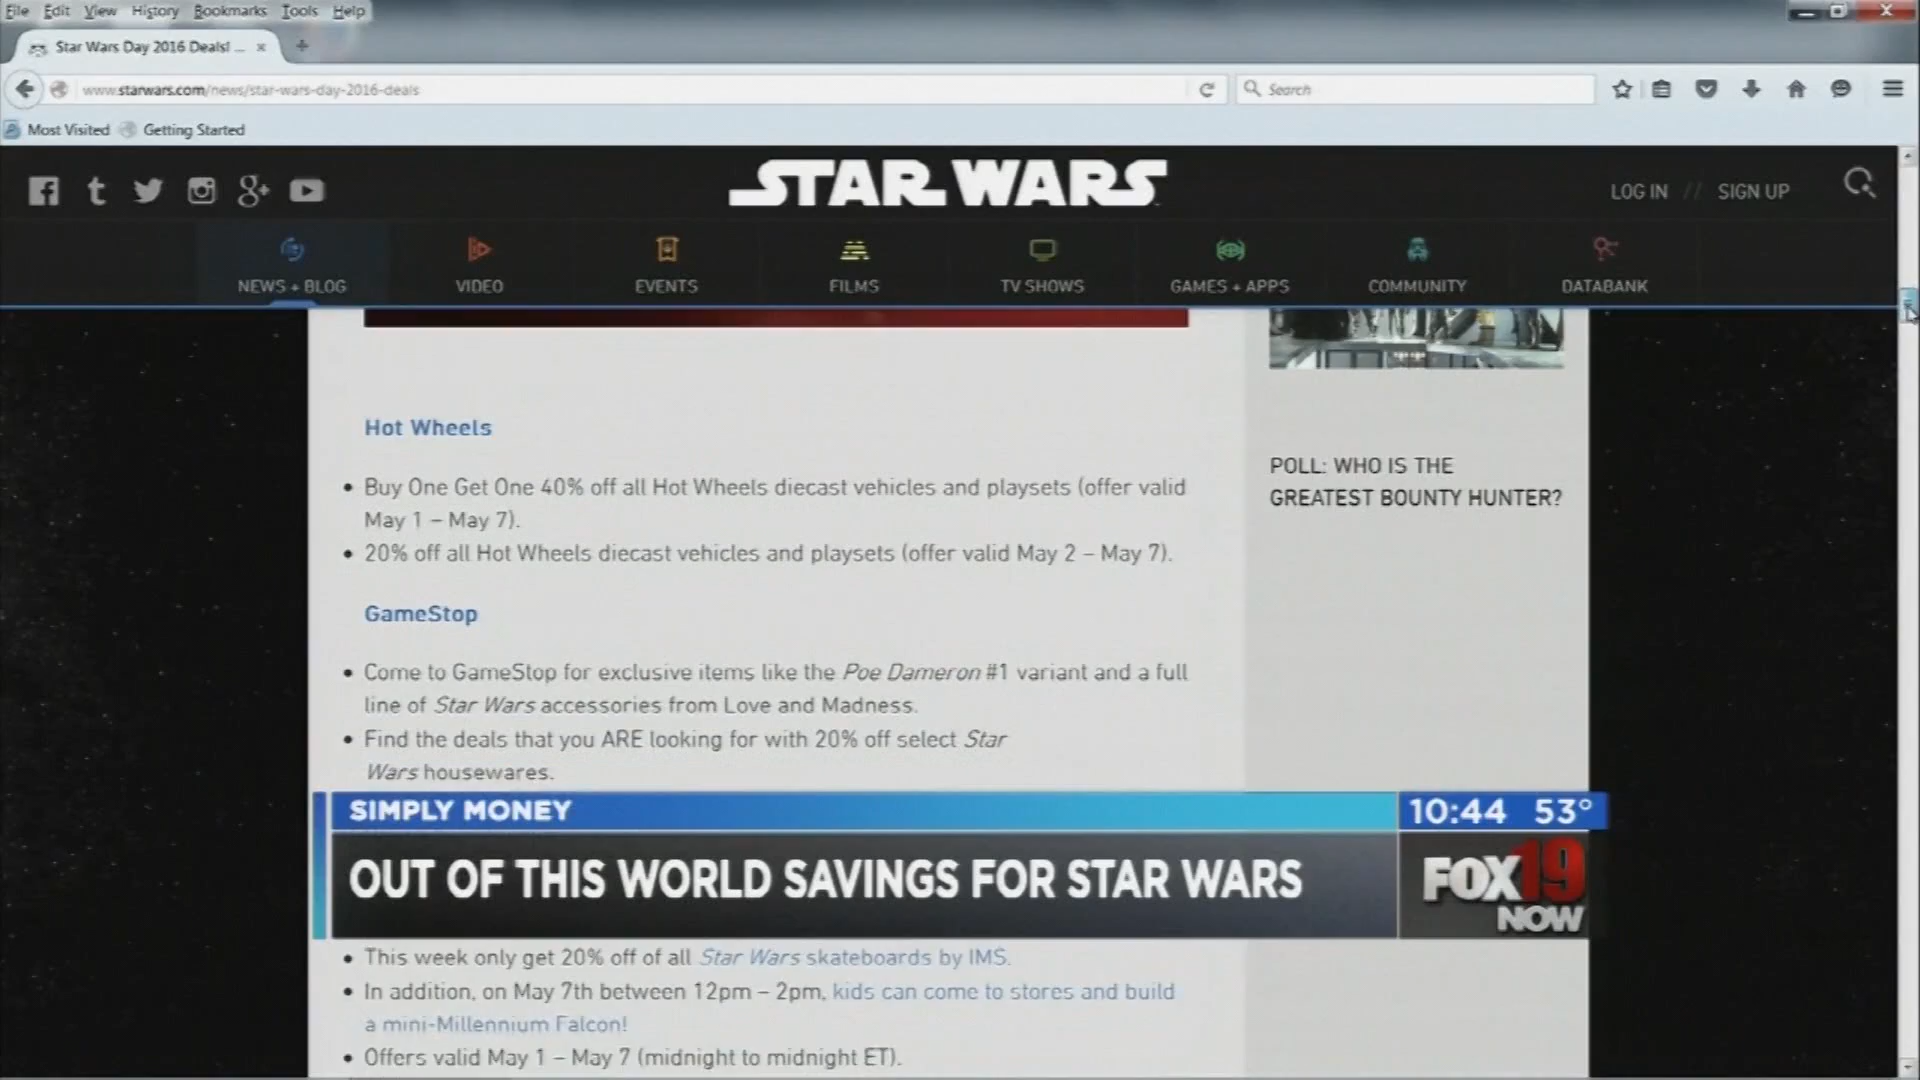 File Edit View History Bookmarks Tools Help
Star Wars Day 2016 Deals! ...
www.starwars.com/news/star-wars-day-2016-deals
Search
Most Visited Getting Started
STAR WARS
LOG IN // SIGN UP
NEWS + BLOG VIDEO EVENTS FILMS TV SHOWS GAMES + APPS COMMUNITY DATABANK
Hot Wheels
• Buy One Get One 40% off all Hot Wheels diecast vehicles and playsets (offer valid
May 1 – May 7).
• 20% off all Hot Wheels diecast vehicles and playsets (offer valid May 2 – May 7).
GameStop
• Come to GameStop for exclusive items like the Poe Dameron #1 variant and a full
line of Star Wars accessories from Love and Madness.
• Find the deals that you ARE looking for with 20% off select Star
Wars housewares.
POLL: WHO IS THE
GREATEST BOUNTY HUNTER?
SIMPLY MONEY
10:44 53°
OUT OF THIS WORLD SAVINGS FOR STAR WARS
FOX19
NOW
• This week only get 20% off of all Star Wars skateboards by IMS.
• In addition, on May 7th between 12pm – 2pm, kids can come to stores and build
a mini-Millennium Falcon!
• Offers valid May 1 – May 7 (midnight to midnight ET).